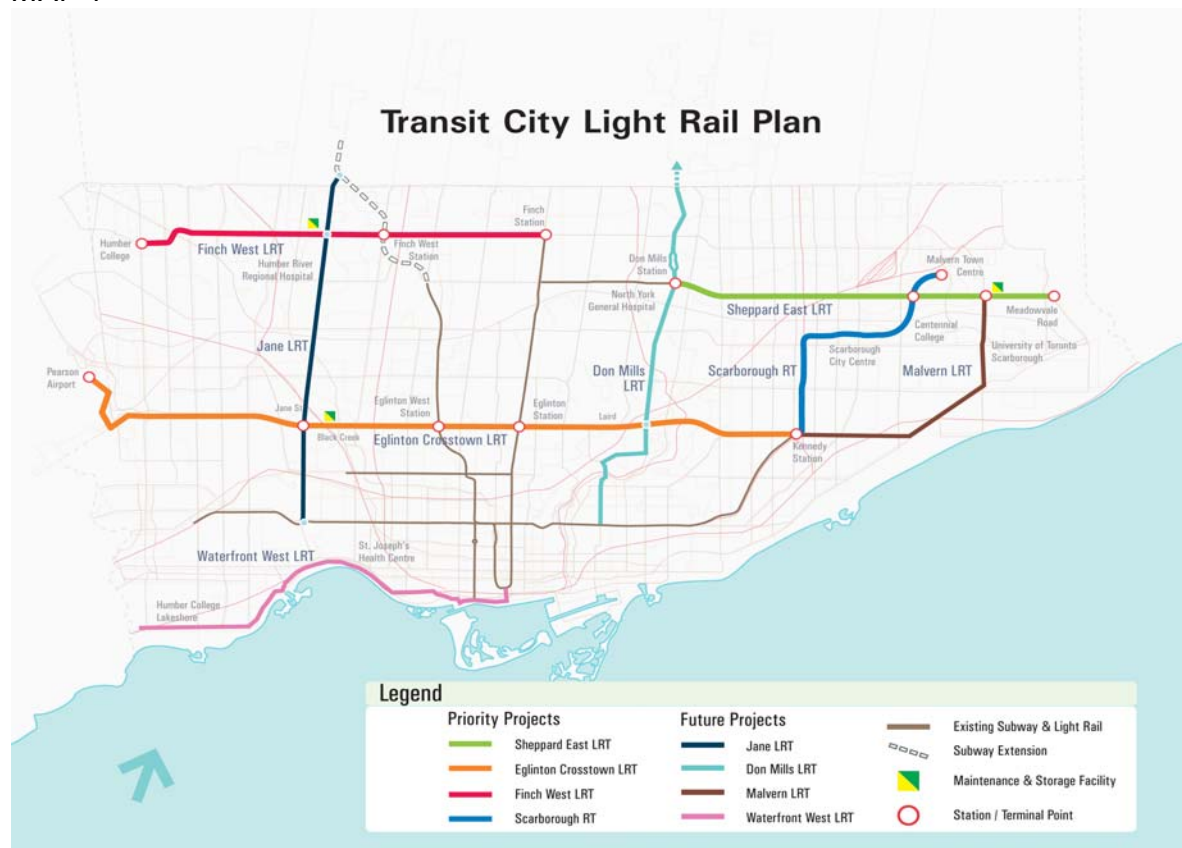 Transit City Light Rail Plan
Finch
Station
Humber
College
Finch West LRT
Finch West
Station
Humber River
Regional Hospital
Don Mills
Station
Malvern Town
Centre
North York
General Hospital
Sheppard East LRT
Meadowvale
Road
Centennial
College
Jane LRT
Scarborough
City Centre
University of Toronto
Scarborough
Don Mills
LRT
Scarborough RT
Malvern LRT
Pearson
Airport
Eglinton West
Station
Eglinton
Station
Jane St
Laird
Black Creek
Eglinton Crosstown LRT
Kennedy
Station
Waterfront West LRT
St. Joseph's
Health Centre
Humber College
Lakeshore
Legend
Priority Projects
Sheppard East LRT
Eglinton Crosstown LRT
Finch West LRT
Scarborough RT
Future Projects
Jane LRT
Don Mills LRT
Malvern LRT
Waterfront West LRT
Existing Subway & Light Rail
Subway Extension
Maintenance & Storage Facility
Station / Terminal Point